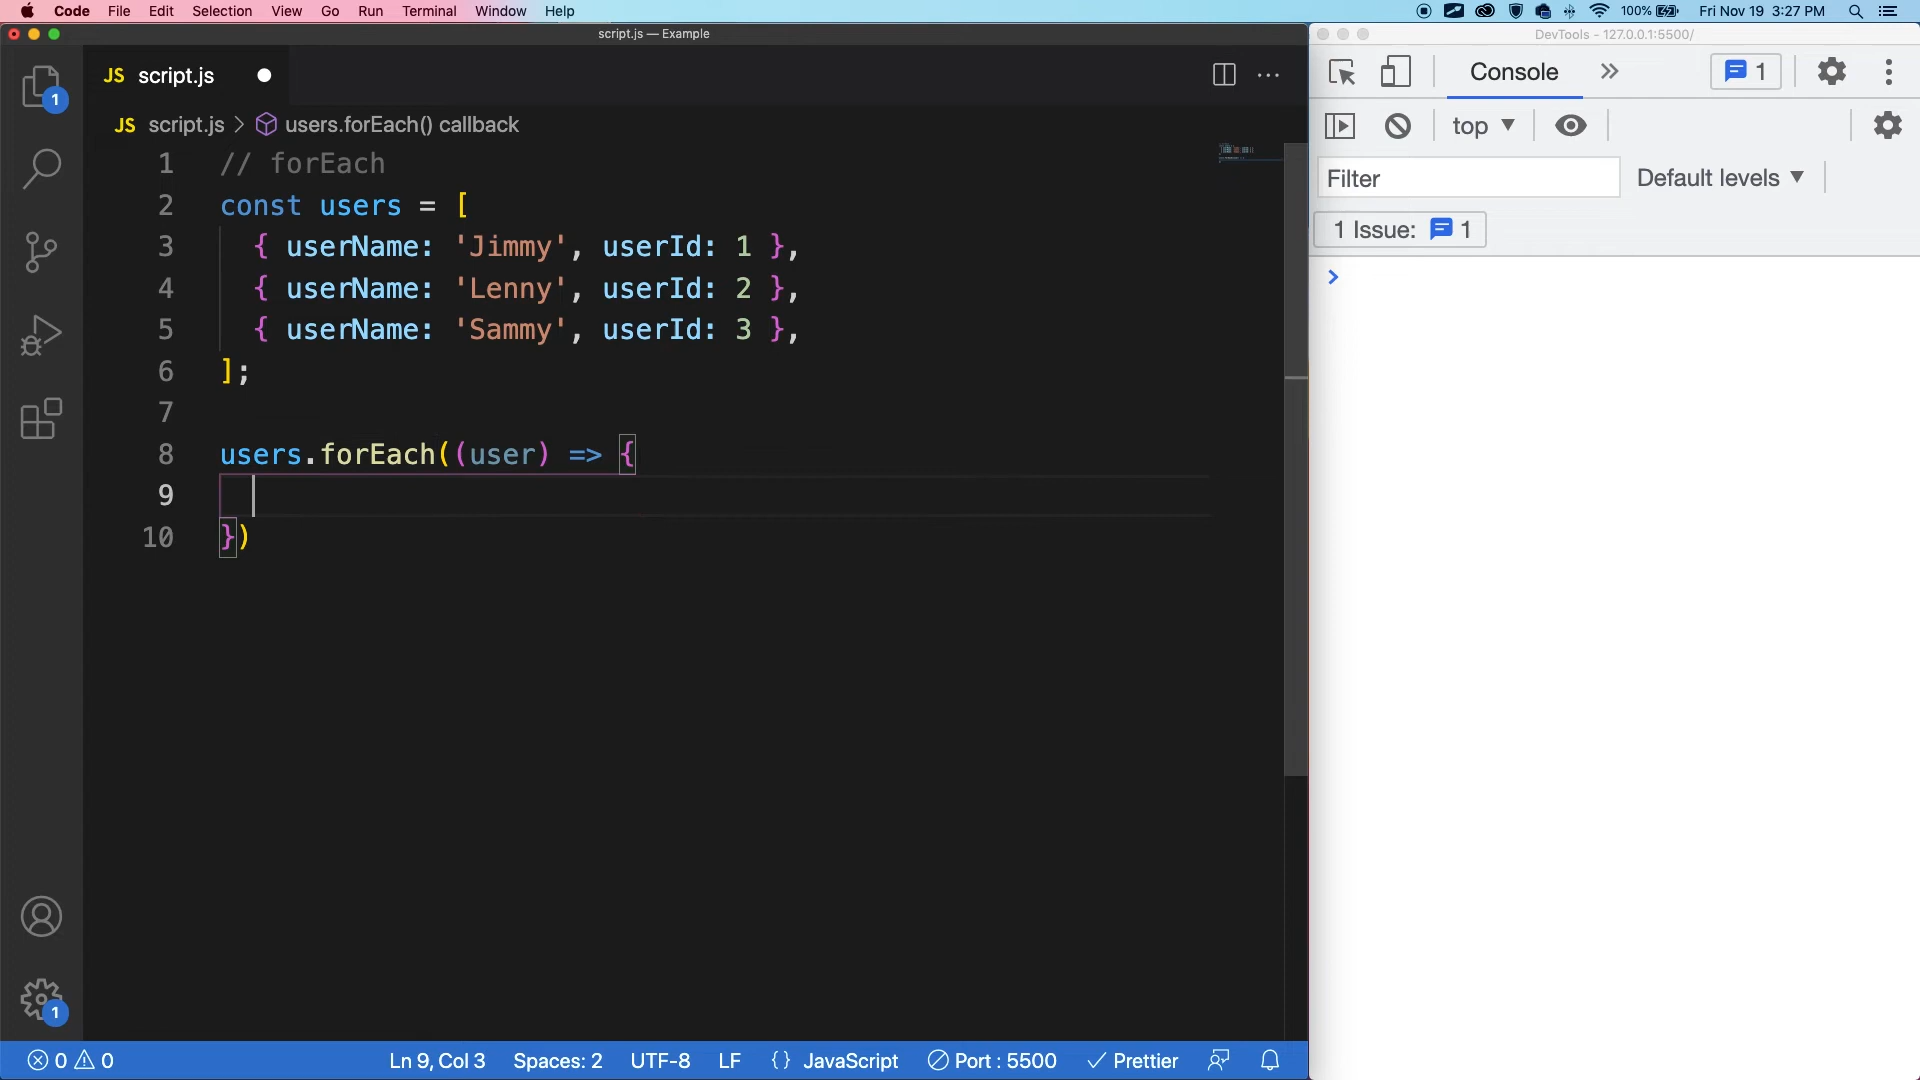 Code File Edit Selection View Go Run Terminal Window Help 100% Fri Nov 19 3:27 PM
script.js — Example
DevTools - 127.0.0.1:5500/
JS script.js
Console
1
JS script.js > users.forEach() callback
top
Filter
Default levels
1 Issue: 1
>
1 // forEach
2 const users = [
3 { userName: 'Jimmy', userId: 1 },
4 { userName: 'Lenny', userId: 2 },
5 { userName: 'Sammy', userId: 3 },
6 ];
7
8 users.forEach((user) => {
9
10 })
1
1
0 0 Ln 9, Col 3 Spaces: 2 UTF-8 LF {} JavaScript Port : 5500 Prettier